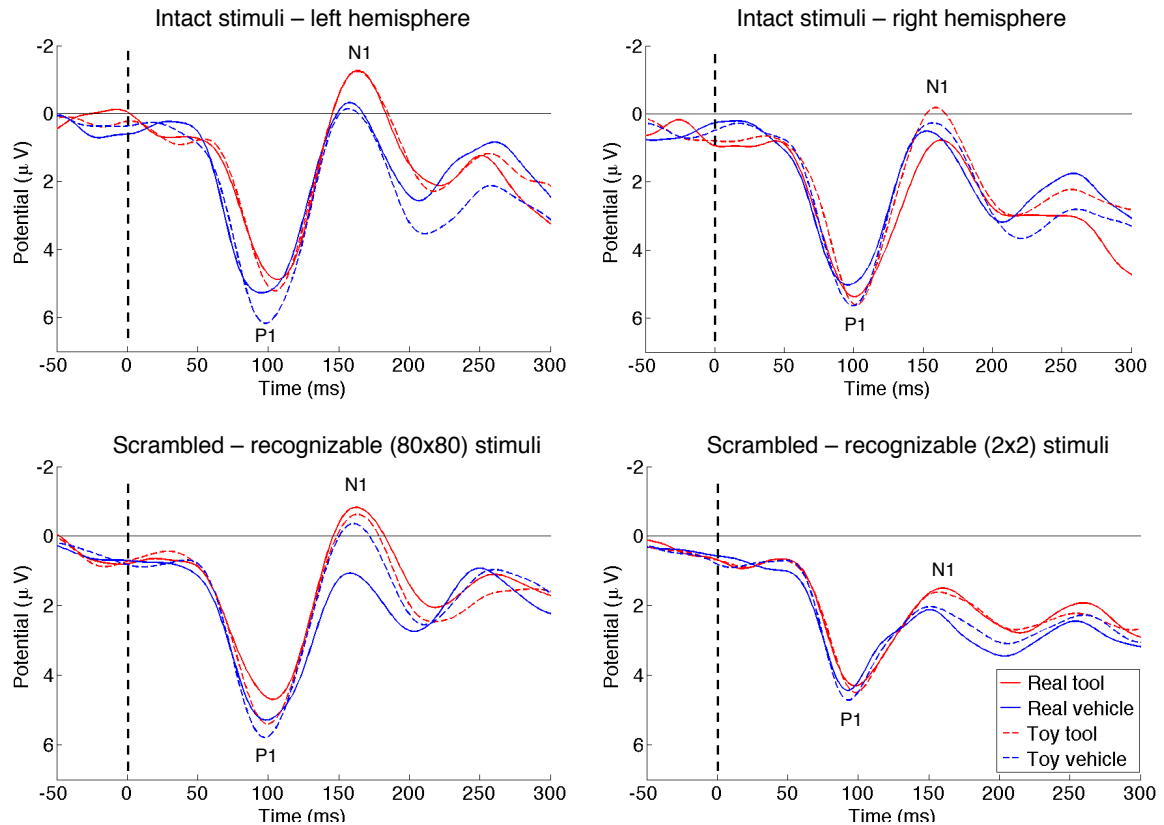 Intact stimuli – left hemisphere
-2
0
2
4
6
Potential (μ V)
N1
P1
-50 0 50 100 150 200 250 300
Time (ms)
Intact stimuli – right hemisphere
-2
0
2
4
6
Potential (μ V)
N1
P1
-50 0 50 100 150 200 250 300
Time (ms)
Scrambled – recognizable (80x80) stimuli
-2
0
2
4
6
Potential (μ V)
N1
P1
-50 0 50 100 150 200 250 300
Time (ms)
Scrambled – recognizable (2x2) stimuli
-2
0
2
4
6
Potential (μ V)
N1
P1
Real tool
Real vehicle
Toy tool
Toy vehicle
-50 0 50 100 150 200 250 300
Time (ms)